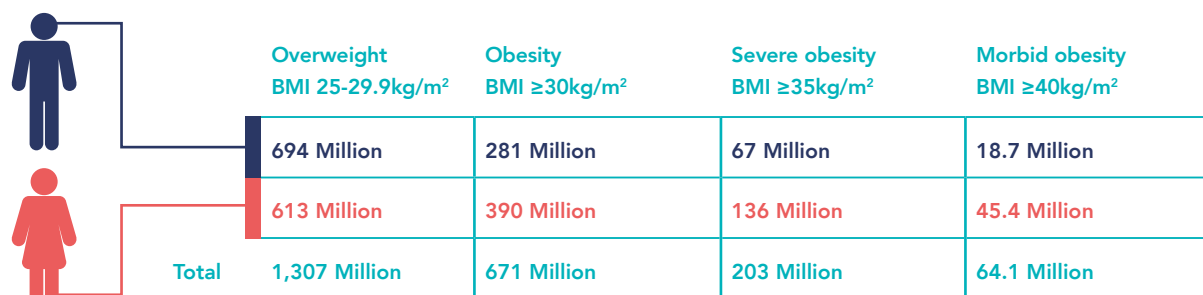 Overweight Obesity Severe obesity Morbid obesity
BMI 25-29.9kg/m² BMI ≥30kg/m² BMI ≥35kg/m² BMI ≥40kg/m²
694 Million 281 Million 67 Million 18.7 Million
613 Million 390 Million 136 Million 45.4 Million
Total 1,307 Million 671 Million 203 Million 64.1 Million